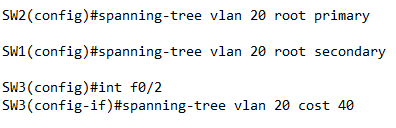 SW2(config)#spanning-tree vlan 20 root primary
SW1(config)#spanning-tree vlan 20 root secondary
SW3(config)#int f0/2
SW3(config-if)#spanning-tree vlan 20 cost 40